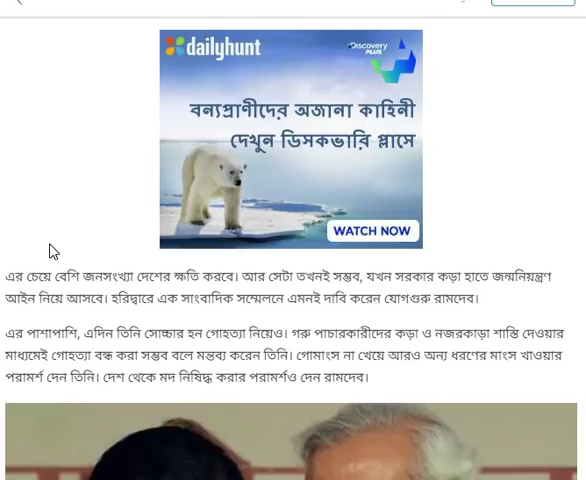 dailyhunt
Discovery
PLUS
বন্যপ্রাণীদের অজানা কাহিনী
দেখুন ডিসকভারি প্লাসে
WATCH NOW
এর চেয়ে বেশি জনসংখ্যা দেশের ক্ষতি করবে। আর সেটা তখনই সম্ভব, যখন সরকার কড়া হাতে জন্মনিয়ন্ত্রণ
আইন নিয়ে আসবে। হরিদ্বারে এক সাংবাদিক সম্মেলনে এমনই দাবি করেন যোগগুরু রামদেব।
এর পাশাপাশি, এদিন তিনি সোচ্চার হন গোহত্যা নিয়েও। গরু পাচারকারীদের কড়া ও নজরকাড়া শাস্তি দেওয়ার
মাধ্যমেই গোহত্যা বন্ধ করা সম্ভব বলে মন্তব্য করেন তিনি। গোমাংস না খেয়ে আরও অন্য ধরণের মাংস খাওয়ার
পরামর্শ দেন তিনি। দেশ থেকে মদ নিষিদ্ধ করার পরামর্শও দেন রামদেব।